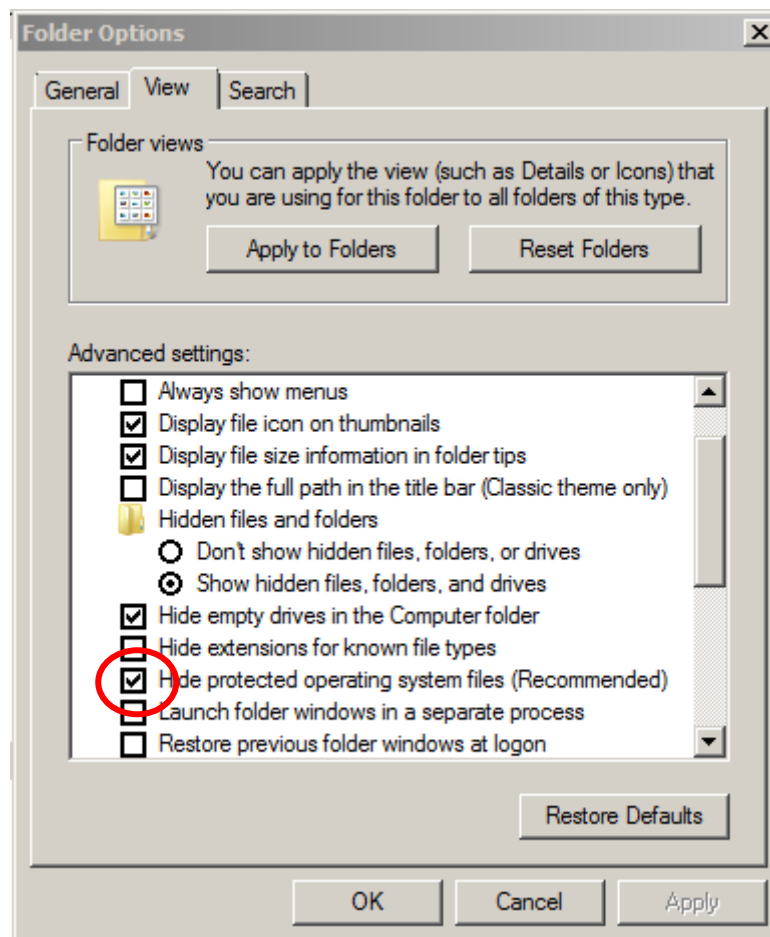 Folder Options
General View Search
Folder views
You can apply the view (such as Details or Icons) that
you are using for this folder to all folders of this type.
Apply to Folders Reset Folders
Advanced settings:
Always show menus
Display file icon on thumbnails
Display file size information in folder tips
Display the full path in the title bar (Classic theme only)
Hidden files and folders
Don't show hidden files, folders, or drives
Show hidden files, folders, and drives
Hide empty drives in the Computer folder
Hide extensions for known file types
Hide protected operating system files (Recommended)
Launch folder windows in a separate process
Restore previous folder windows at logon
Restore Defaults
OK Cancel Apply